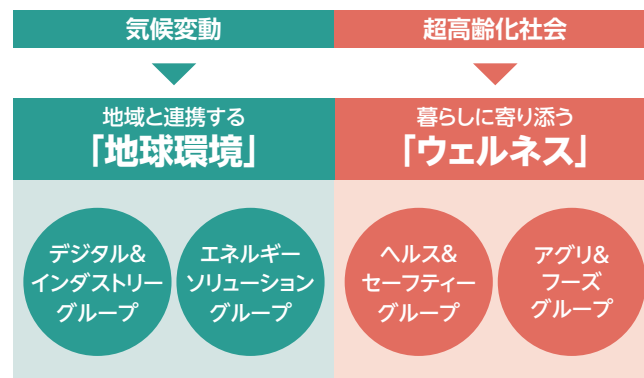 気候変動
超高齢化社会
地域と連携する
「地球環境」
暮らしに寄り添う
「ウェルネス」
デジタル&
インダストリー
グループ
エネルギー
ソリューション
グループ
ヘルス&
セーフティー
グループ
アグリ&
フーズ
グループ